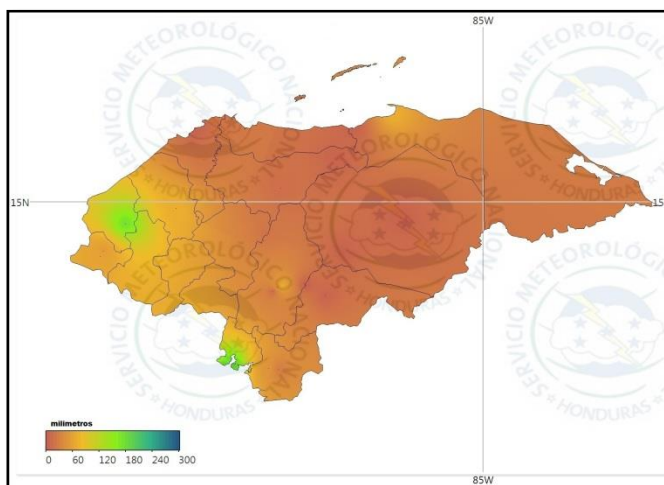 85W
SERVICIO METEOROLÓGICO NACIONAL
★ HONDURAS ★
15N
15
milimetros
0 60 120 180 240 300
85W